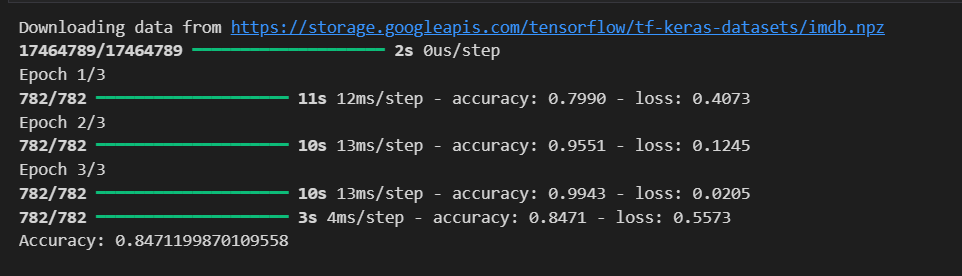 Downloading data from https://storage.googleapis.com/tensorflow/tf-keras-datasets/imdb.npz
17464789/17464789 ━━━━━━━━━━━━━━━━━━━━ 2s 0us/step
Epoch 1/3
782/782 ━━━━━━━━━━━━━━━━━━━━ 11s 12ms/step - accuracy: 0.7990 - loss: 0.4073
Epoch 2/3
782/782 ━━━━━━━━━━━━━━━━━━━━ 10s 13ms/step - accuracy: 0.9551 - loss: 0.1245
Epoch 3/3
782/782 ━━━━━━━━━━━━━━━━━━━━ 10s 13ms/step - accuracy: 0.9943 - loss: 0.0205
782/782 ━━━━━━━━━━━━━━━━━━━━ 3s 4ms/step - accuracy: 0.8471 - loss: 0.5573
Accuracy: 0.8471199870109558